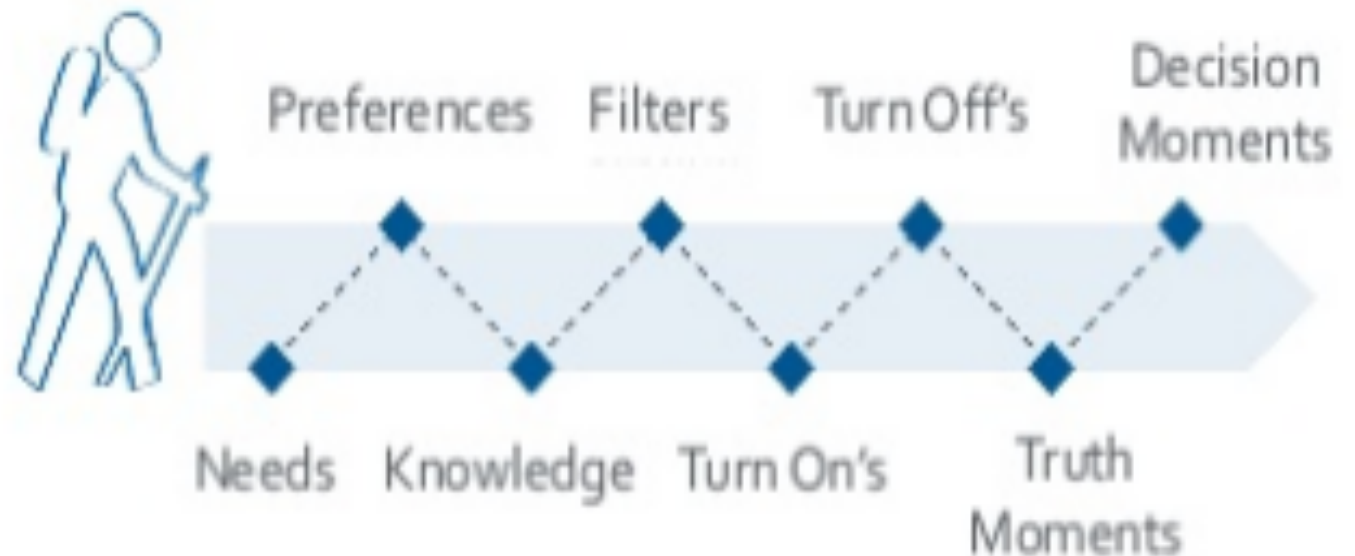 Decision
Preferences Filters Turn Off's Moments
Needs Knowledge Turn On's Truth
Moments